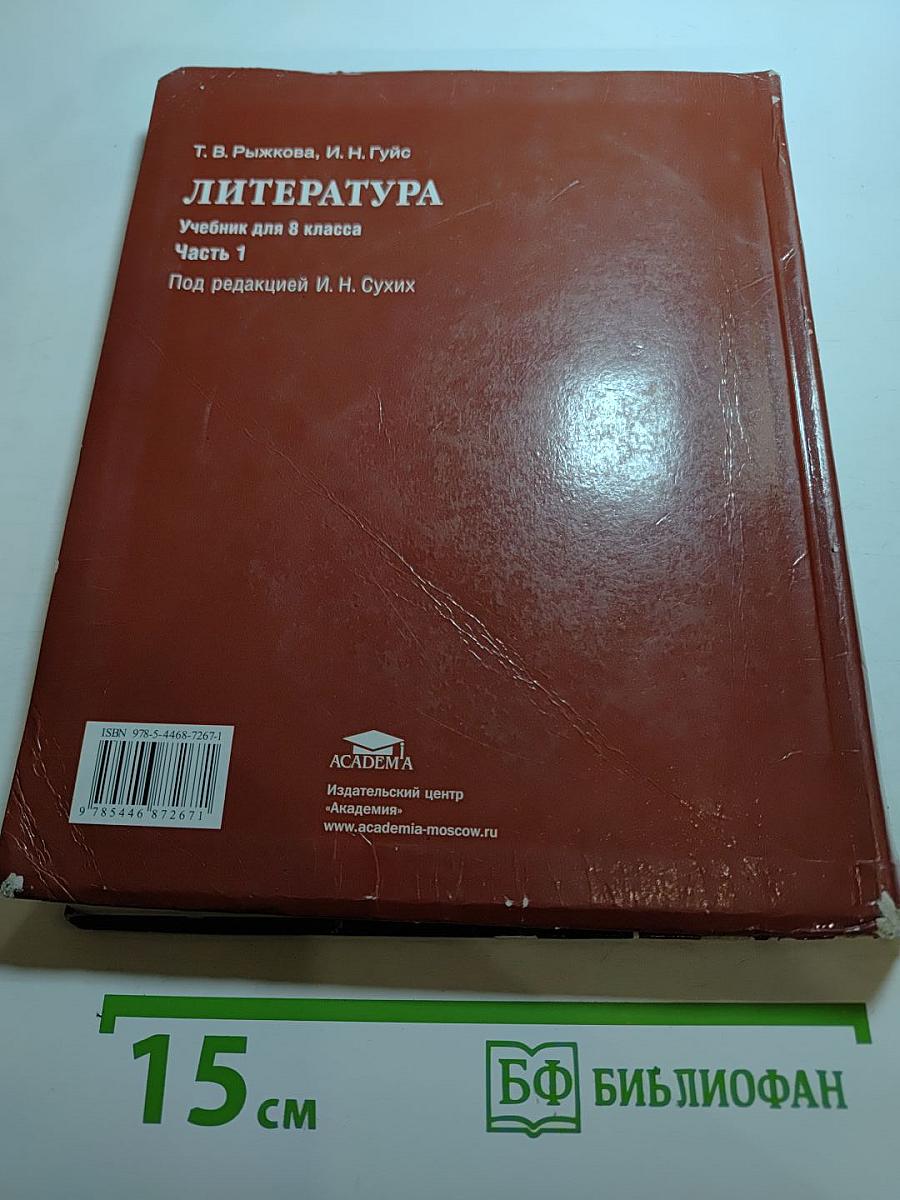 Т. В. Рыжкова, И. Н. Гуйс
ЛИТЕРАТУРА
Учебник для 8 класса
Часть 1
Под редакцией И. Н. Сухих
ISBN 978-5-4468-7267-1
9 785446 872671
ACADEMiA
Издательский центр
«Академия»
www.academia-moscow.ru
15 см
БФ БИБЛИОФАН